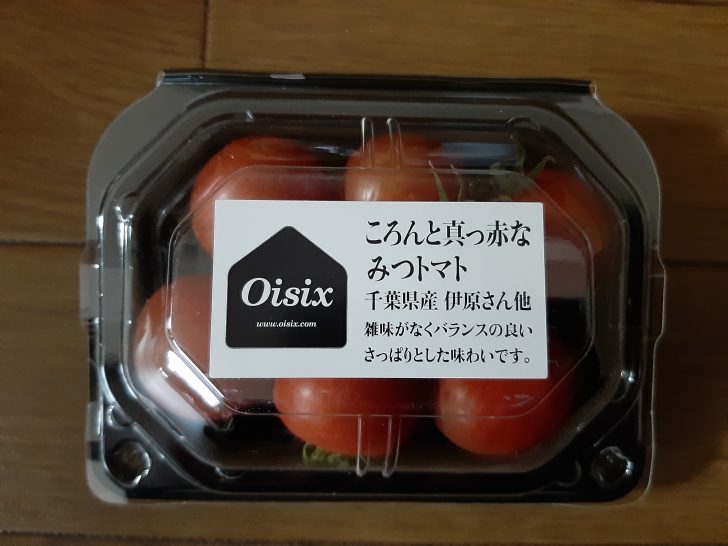 Oisix
www.oisix.com
ころんと真っ赤な
みつトマト
千葉県産 伊原さん他
雑味がなくバランスの良い
さっぱりとした味わいです。